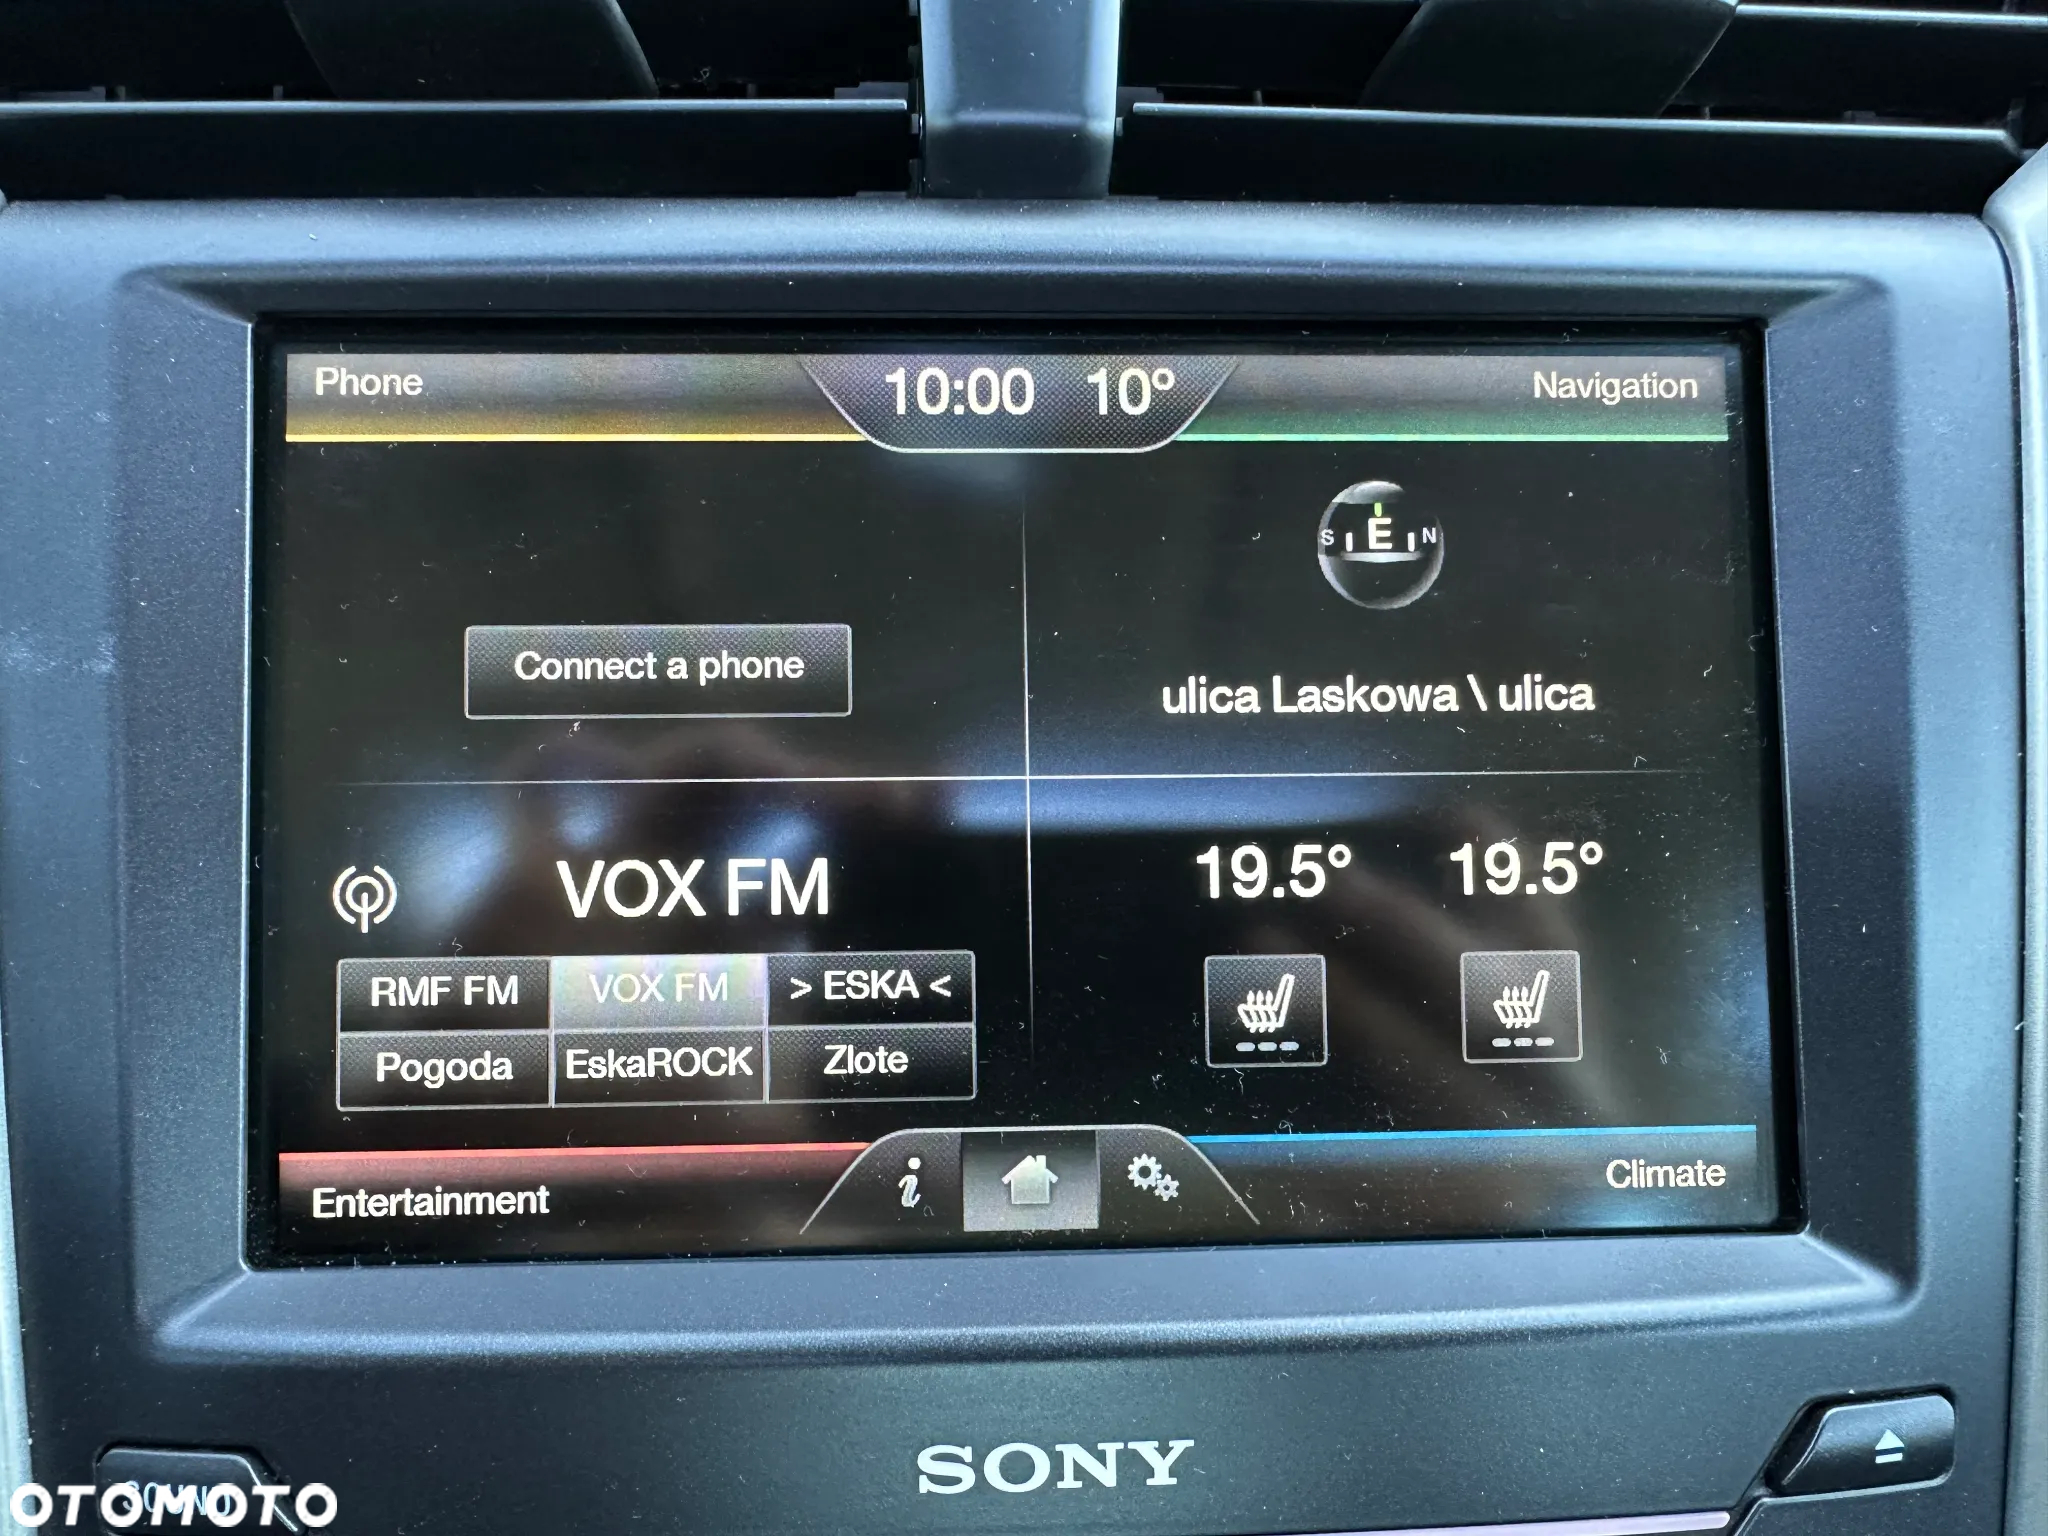 Phone
10:00 10°
Navigation
S E N
Connect a phone
ulica Laskowa \ ulica
VOX FM
19.5° 19.5°
RMF FM VOX FM > ESKA <
Pogoda EskaROCK Zlote
Entertainment
i
Climate
SONY
SOUND
OTOMOTO